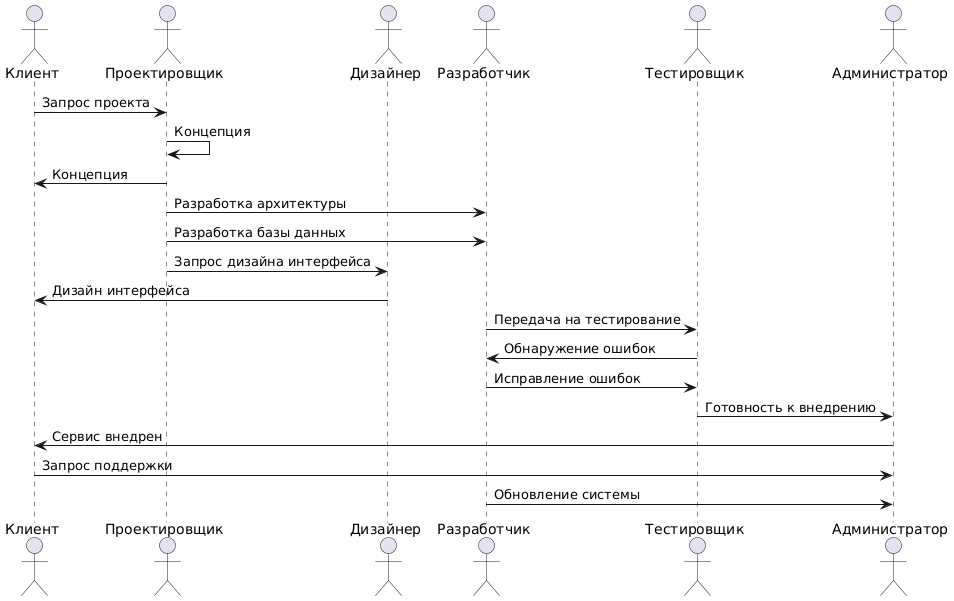 Клиент
Проектировщик
Дизайнер
Разработчик
Тестировщик
Администратор
Запрос проекта
Концепция
Концепция
Разработка архитектуры
Разработка базы данных
Запрос дизайна интерфейса
Дизайн интерфейса
Передача на тестирование
Обнаружение ошибок
Исправление ошибок
Готовность к внедрению
Сервис внедрен
Запрос поддержки
Обновление системы
Клиент
Проектировщик
Дизайнер
Разработчик
Тестировщик
Администратор